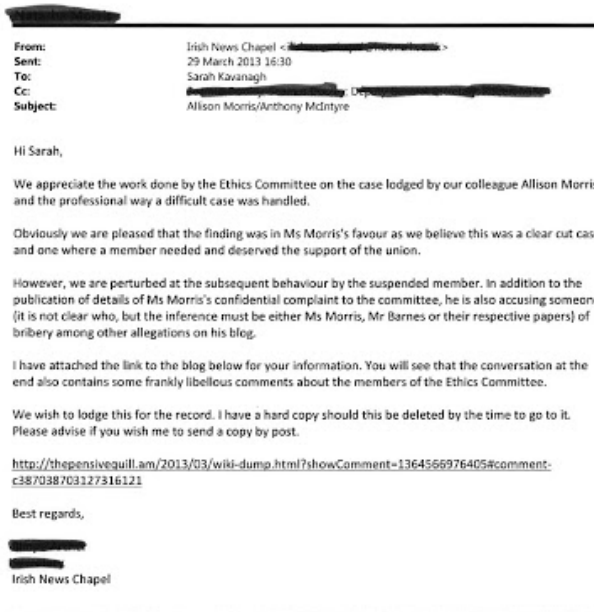 From: Irish News Chapel <
Sent: 29 March 2013 16:30
To: Sarah Kavanagh
Cc:
Subject: Allison Morris/Anthony McIntyre
Hi Sarah,
We appreciate the work done by the Ethics Committee on the case lodged by our colleague Allison Morris
and the professional way a difficult case was handled.
Obviously we are pleased that the finding was in Ms Morris's favour as we believe this was a clear cut cas
and one where a member needed and deserved the support of the union.
However, we are perturbed at the subsequent behaviour by the suspended member. In addition to the
publication of details of Ms Morris's confidential complaint to the committee, he is also accusing someon
(it is not clear who, but the inference must be either Ms Morris, Mr Barnes or their respective papers) of
bribery among other allegations on his blog.
I have attached the link to the blog below for your information. You will see that the conversation at the
end also contains some frankly libellous comments about the members of the Ethics Committee.
We wish to lodge this for the record. I have a hard copy should this be deleted by the time to go to it.
Please advise if you wish me to send a copy by post.
http://thepensivequill.am/2013/03/wiki-dump.html?showComment=1364566976405#comment-
c387038703127316121
Best regards,
Irish News Chapel